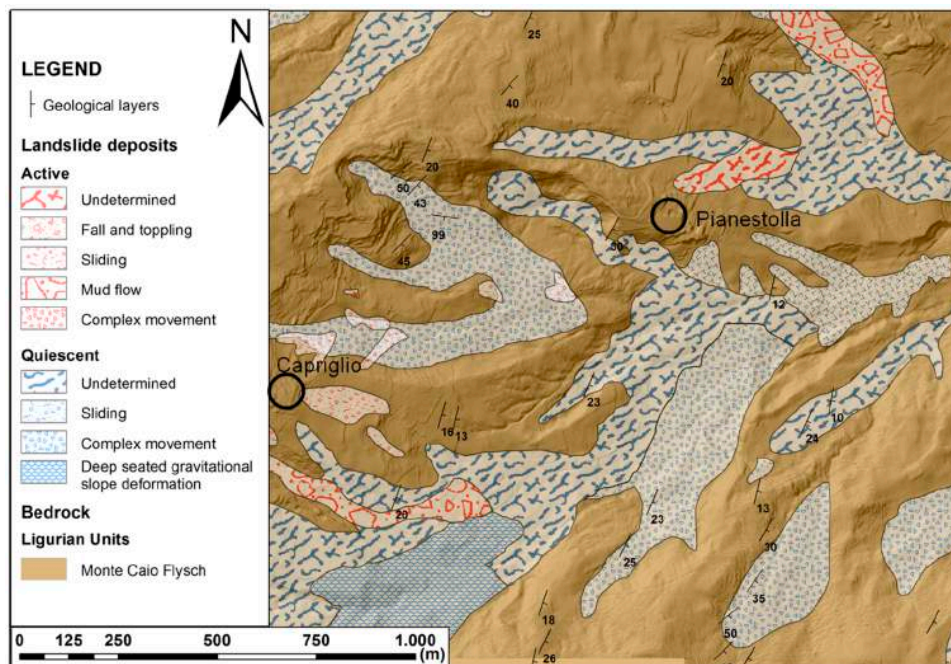 N
LEGEND
Geological layers
Landslide deposits
Active
Undetermined
Fall and toppling
Sliding
Mud flow
Complex movement
Quiescent
Undetermined
Sliding
Complex movement
Deep seated gravitational
slope deformation
Bedrock
Ligurian Units
Monte Caio Flysch
0 125 250 500 750 1.000
(m)
25
40
20
20
50
43
39
45
Pianestolla
30
12
Capriglio
23
16
13
10
24
20
23
13
25
30
35
18
50
26